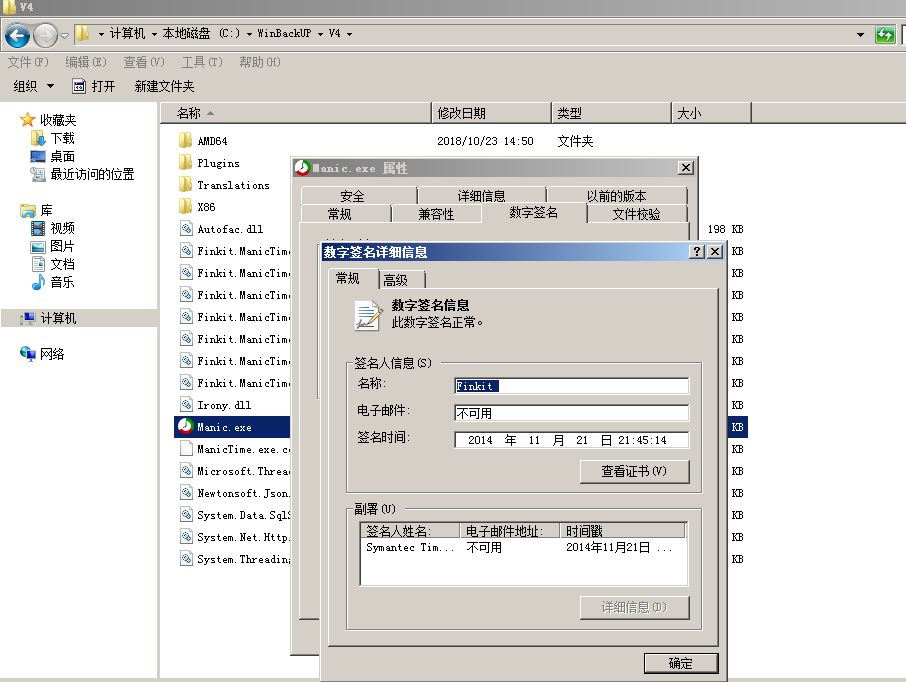 V4
计算机 本地磁盘 (C:) WinBackUP V4
文件(F) 编辑(E) 查看(V) 工具(T) 帮助(H)
组织 打开 新建文件夹
收藏夹
下载
桌面
最近访问的位置
库
视频
图片
文档
音乐
计算机
网络
名称 修改日期 类型 大小
AMD64 2018/10/23 14:50 文件夹
Plugins
Translations
X86
Autofac.dll 198 KB
Finkit.ManicTime KB
Finkit.ManicTime KB
Finkit.ManicTime KB
Finkit.ManicTime KB
Finkit.ManicTime KB
Finkit.ManicTime KB
Finkit.ManicTime KB
Irony.dll KB
Manic.exe KB
ManicTime.exe.co KB
Microsoft.Threa KB
Newtonsoft.Json. KB
System.Data.SqlS KB
System.Net.Http. KB
System.Threading KB
Manic.exe 属性
安全 详细信息 以前的版本
常规 兼容性 数字签名 文件校验
数字签名详细信息
常规 高级
数字签名信息
此数字签名正常。
签名人信息(S)
名称: Finkit
电子邮件: 不可用
签名时间: 2014 年 11 月 21 日 21:45:14
查看证书(V)
副署(U)
签名人姓名: 电子邮件地址: 时间戳
Symantec Tim... 不可用 2014年11月21日 ...
详细信息(D)
确定